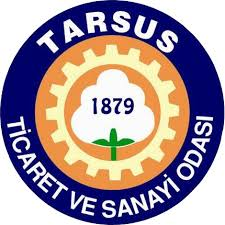 TARSUS
1879
TİCARET VE SANAYİ ODASI